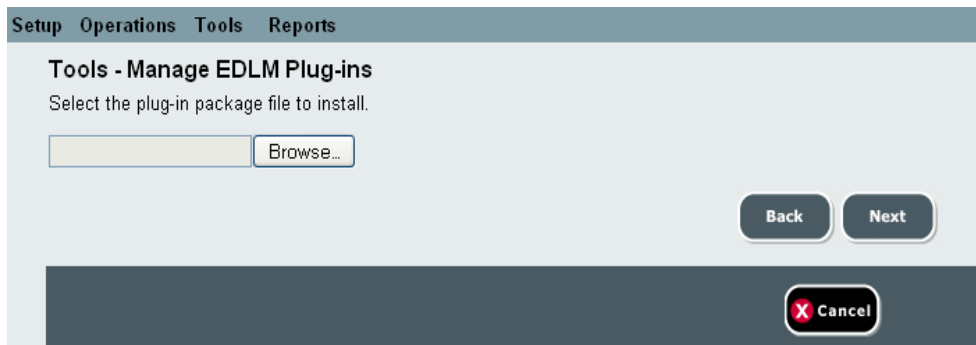 Setup Operations Tools Reports
Tools - Manage EDLM Plug-ins
Select the plug-in package file to install.
Browse...
Back Next
X Cancel